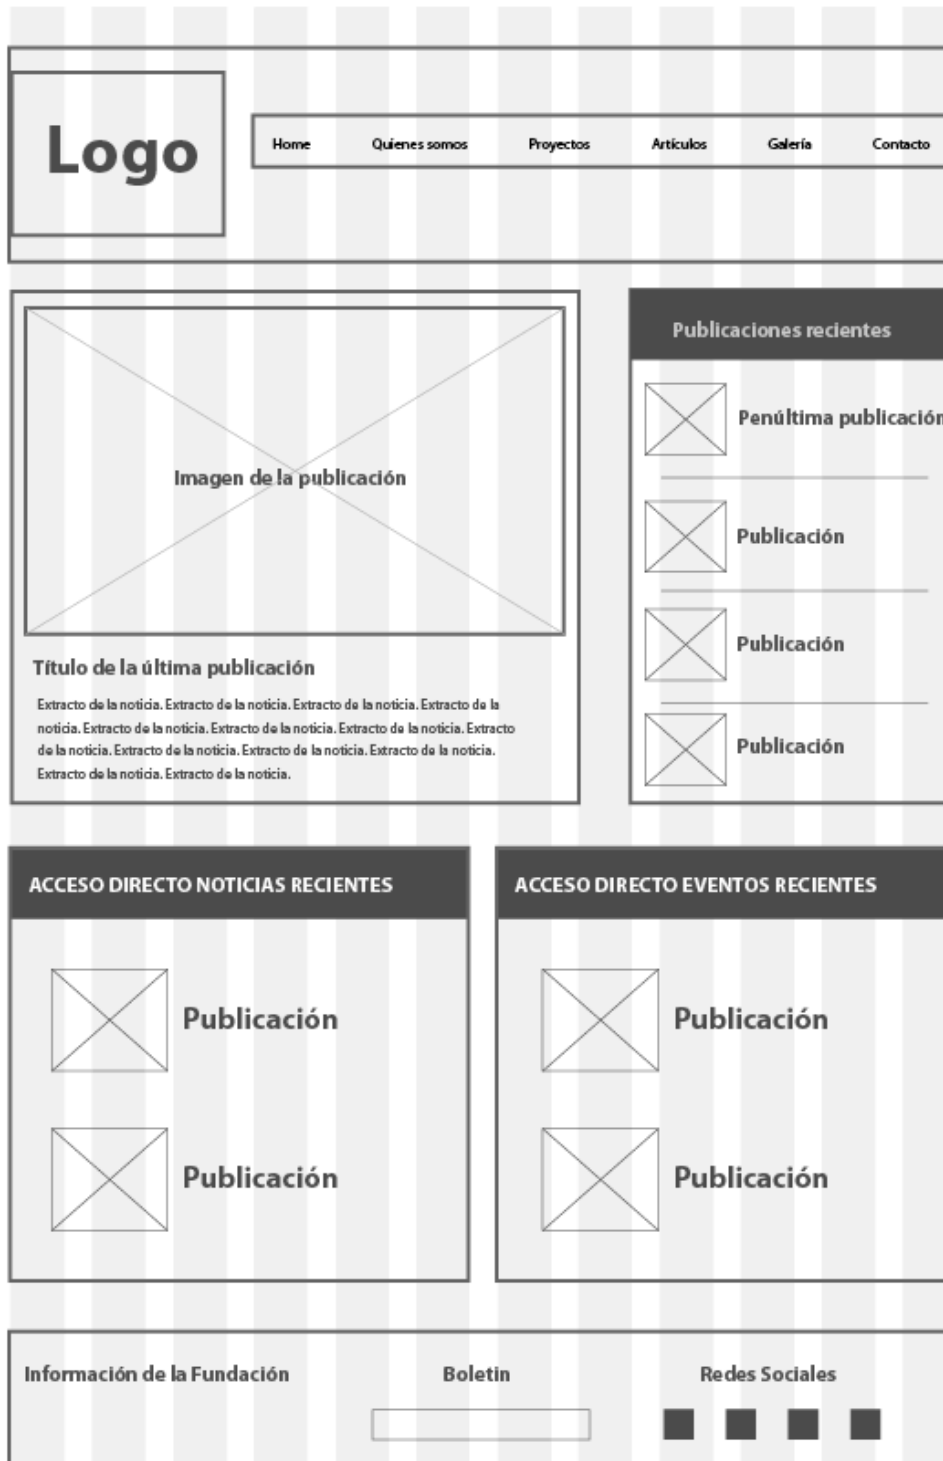 Logo
Home Quienes somos Proyectos Artículos Galería Contacto
Imagen de la publicación
Título de la última publicación
Extracto de la noticia. Extracto de la noticia. Extracto de la noticia. Extracto de la
noticia. Extracto de la noticia. Extracto de la noticia. Extracto de la noticia. Extracto
de la noticia. Extracto de la noticia. Extracto de la noticia. Extracto de la noticia.
Extracto de la noticia. Extracto de la noticia.
Publicaciones recientes
Penúltima publicación
Publicación
Publicación
Publicación
ACCESO DIRECTO NOTICIAS RECIENTES
Publicación
Publicación
ACCESO DIRECTO EVENTOS RECIENTES
Publicación
Publicación
Información de la Fundación
Boletin
Redes Sociales